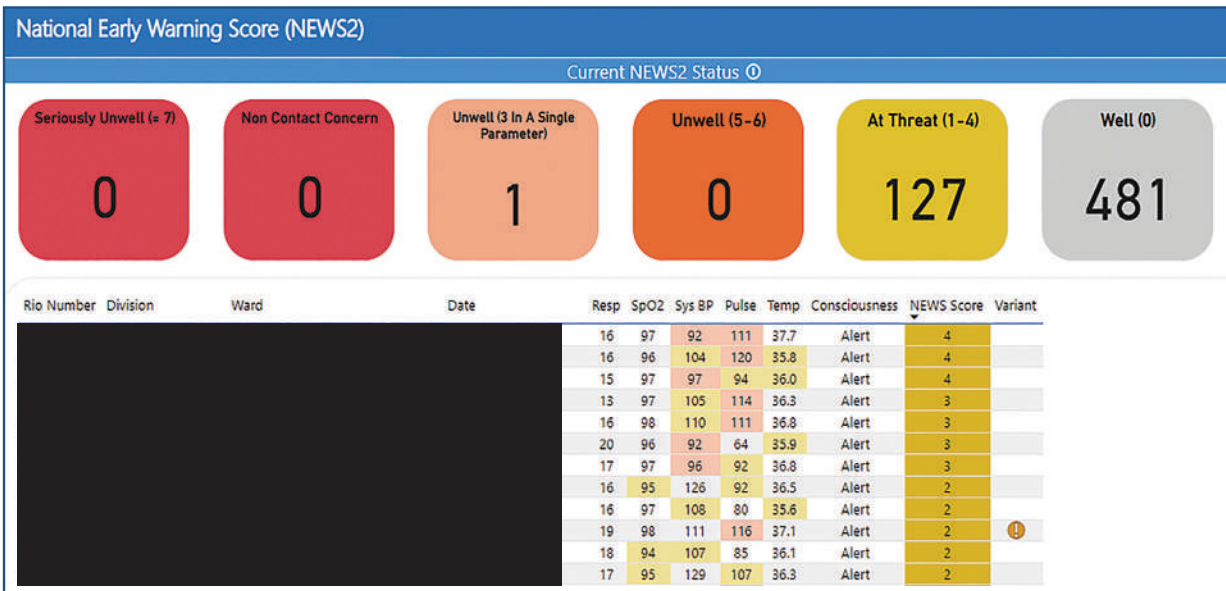 National Early Warning Score (NEWS2)
Current NEWS2 Status
Seriously Unwell (= 7)
0
Non Contact Concern
0
Unwell (3 In A Single
Parameter)
1
Unwell (5-6)
0
At Threat (1-4)
127
Well (0)
481
Rio Number Division Ward Date Resp SpO2 Sys BP Pulse Temp Consciousness NEWS Score Variant
16 97 92 111 37.7 Alert 4
16 96 104 120 35.8 Alert 4
15 97 97 94 36.0 Alert 4
13 97 105 114 36.3 Alert 3
16 98 110 111 36.8 Alert 3
20 96 92 64 35.9 Alert 3
17 97 96 92 36.8 Alert 3
16 95 126 92 36.5 Alert 2
16 97 108 80 35.6 Alert 2
19 98 111 116 37.1 Alert 2 !
18 94 107 85 36.1 Alert 2
17 95 129 107 36.3 Alert 2